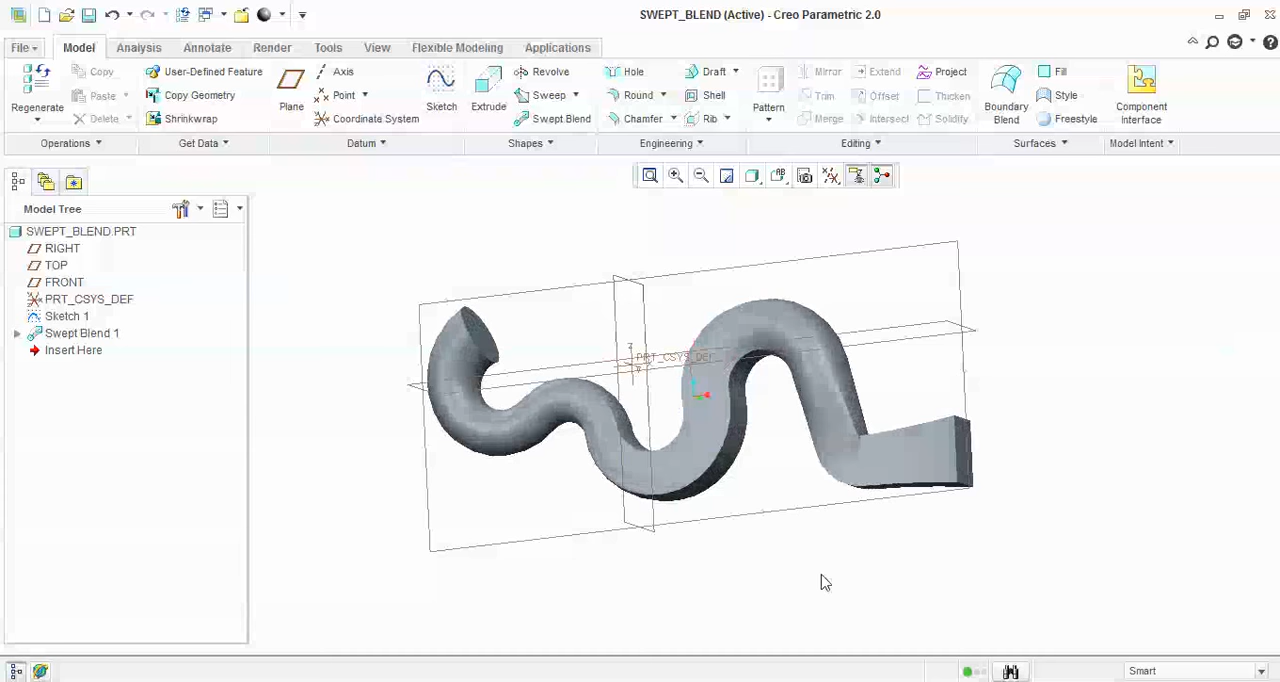 SWEPT_BLEND (Active) - Creo Parametric 2.0
File Model Analysis Annotate Render Tools View Flexible Modeling Applications
Regenerate Copy Paste Delete
User-Defined Feature Copy Geometry Shrinkwrap
Plane Axis Point Coordinate System Sketch
Extrude Revolve Sweep Swept Blend
Hole Round Chamfer Draft Shell Rib
Pattern Mirror Trim Merge Extend Offset Intersect Project Thicken Solidify
Boundary Blend Fill Style Freestyle
Component Interface
Operations Get Data Datum Shapes Engineering Editing Surfaces Model Intent
Model Tree
SWEPT_BLEND.PRT
RIGHT
TOP
FRONT
PRT_CSYS_DEF
Sketch 1
Swept Blend 1
Insert Here
PRT_CSYS_DEF
Smart